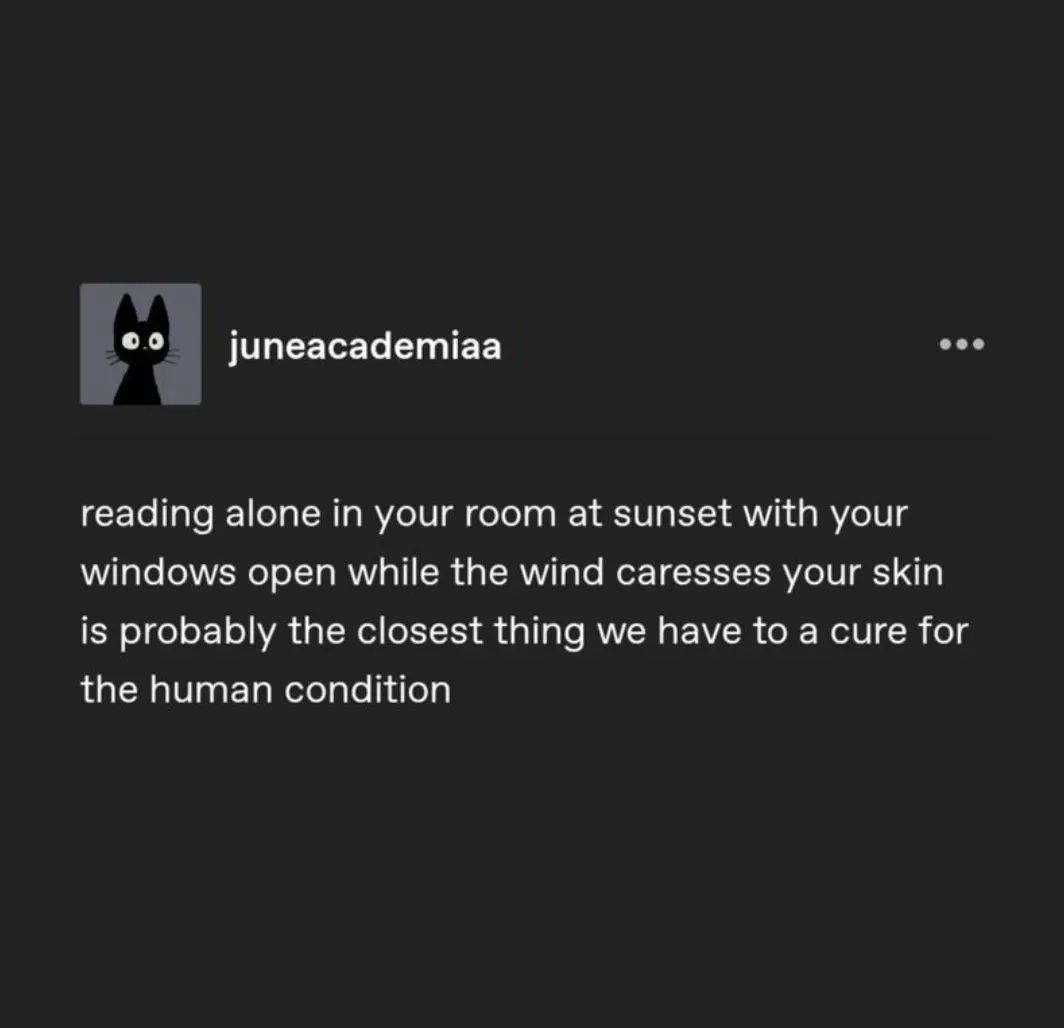 juneacademiaa
reading alone in your room at sunset with your
windows open while the wind caresses your skin
is probably the closest thing we have to a cure for
the human condition